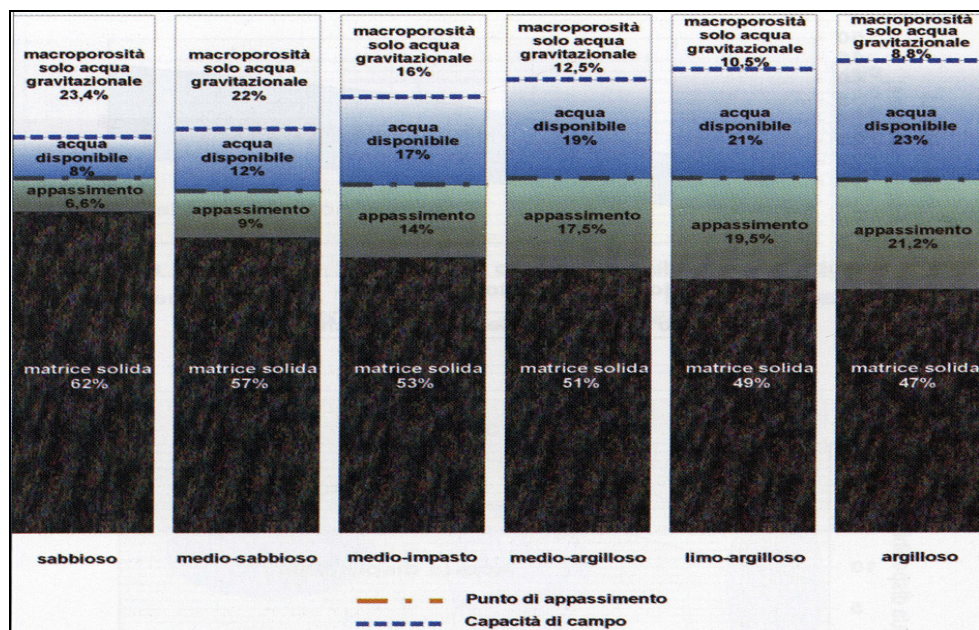 macroporosità
solo acqua
gravitazionale
23,4%
acqua
disponibile
8%
appassimento
6,6%
matrice solida
62%
sabbioso
macroporosità
solo acqua
gravitazionale
22%
acqua
disponibile
12%
appassimento
9%
matrice solida
57%
medio-sabbioso
macroporosità
solo acqua
gravitazionale
16%
acqua
disponibile
17%
appassimento
14%
matrice solida
53%
medio-impasto
macroporosità
solo acqua
gravitazionale
12,5%
acqua
disponibile
19%
appassimento
17,5%
matrice solida
51%
medio-argilloso
macroporosità
solo acqua
gravitazionale
10,5%
acqua
disponibile
21%
appassimento
19,5%
matrice solida
49%
limo-argilloso
macroporosità
solo acqua
gravitazionale
8,8%
acqua
disponibile
23%
appassimento
21,2%
matrice solida
47%
argilloso
Punto di appassimento
Capacità di campo